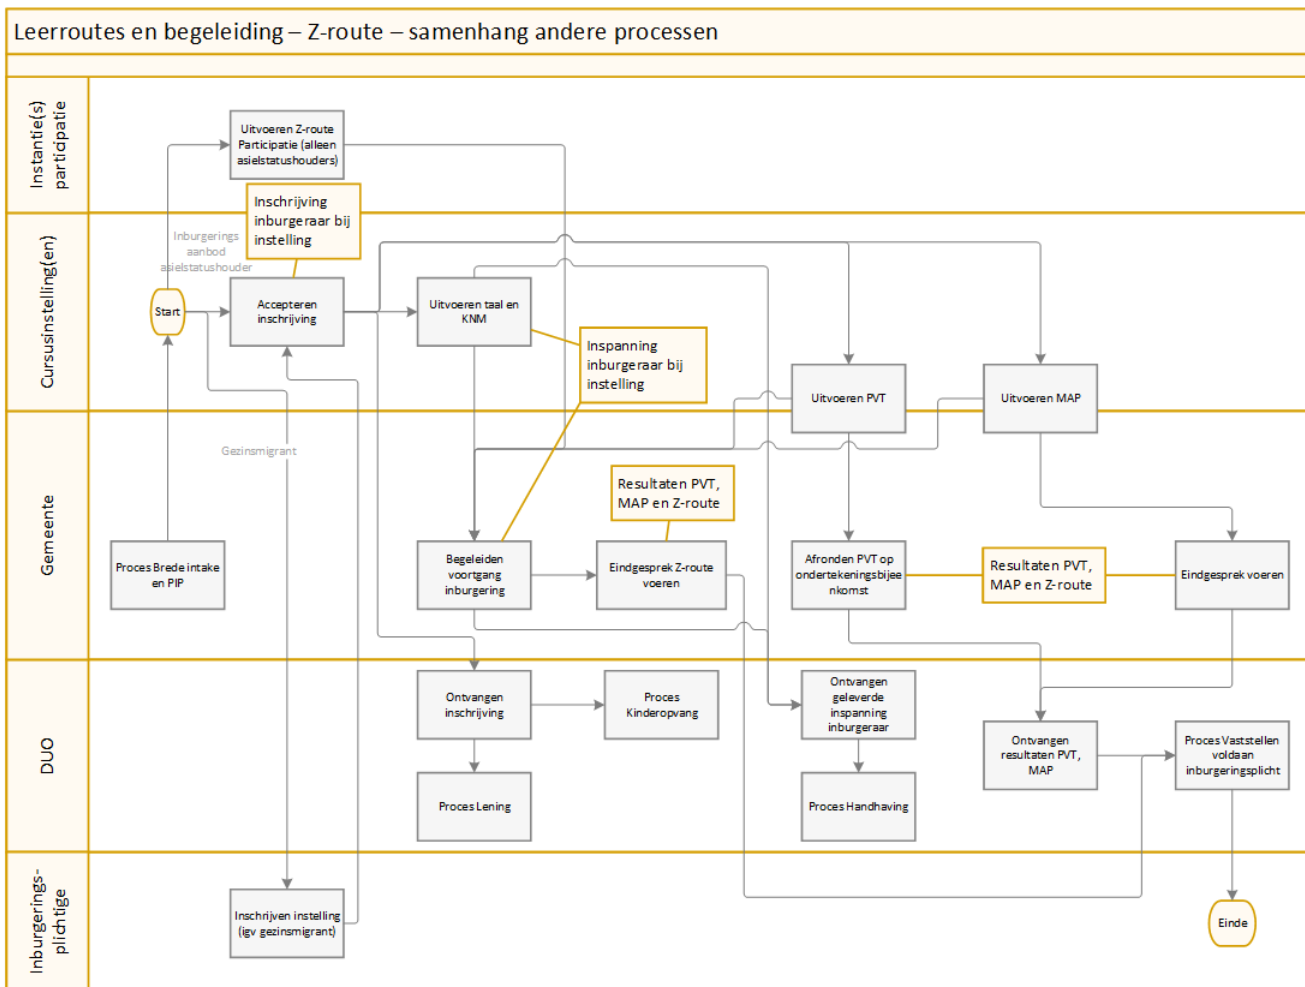 Leerroutes en begeleiding – Z-route – samenhang andere processen
Instantie(s)
participatie
Uitvoeren Z-route
Participatie (alleen
asielstatushouders)
Cursusinstelling(en)
Inschrijving
inburgeraar bij
instelling
Inburgerings
aanbod
asielstatushouder
Start
Accepteren
inschrijving
Uitvoeren taal en
KNM
Inspanning
inburgeraar bij
instelling
Uitvoeren PVT
Uitvoeren MAP
Gemeente
Gezinsmigrant
Resultaten PVT,
MAP en Z-route
Proces Brede intake
en PIP
Begeleiden
voortgang
inburgering
Eindgesprek Z-route
voeren
Afronden PVT op
ondertekeningsbijee
nkomst
Resultaten PVT,
MAP en Z-route
Eindgesprek voeren
DUO
Ontvangen
inschrijving
Proces
Kinderopvang
Ontvangen
geleverde
inspanning
inburgeraar
Ontvangen
resultaten PVT,
MAP
Proces Vaststellen
voldaan
inburgeringsplicht
Proces Lening
Proces Handhaving
Inburgerings-
plichtige
Inschrijven instelling
(igv gezinsmigrant)
Einde